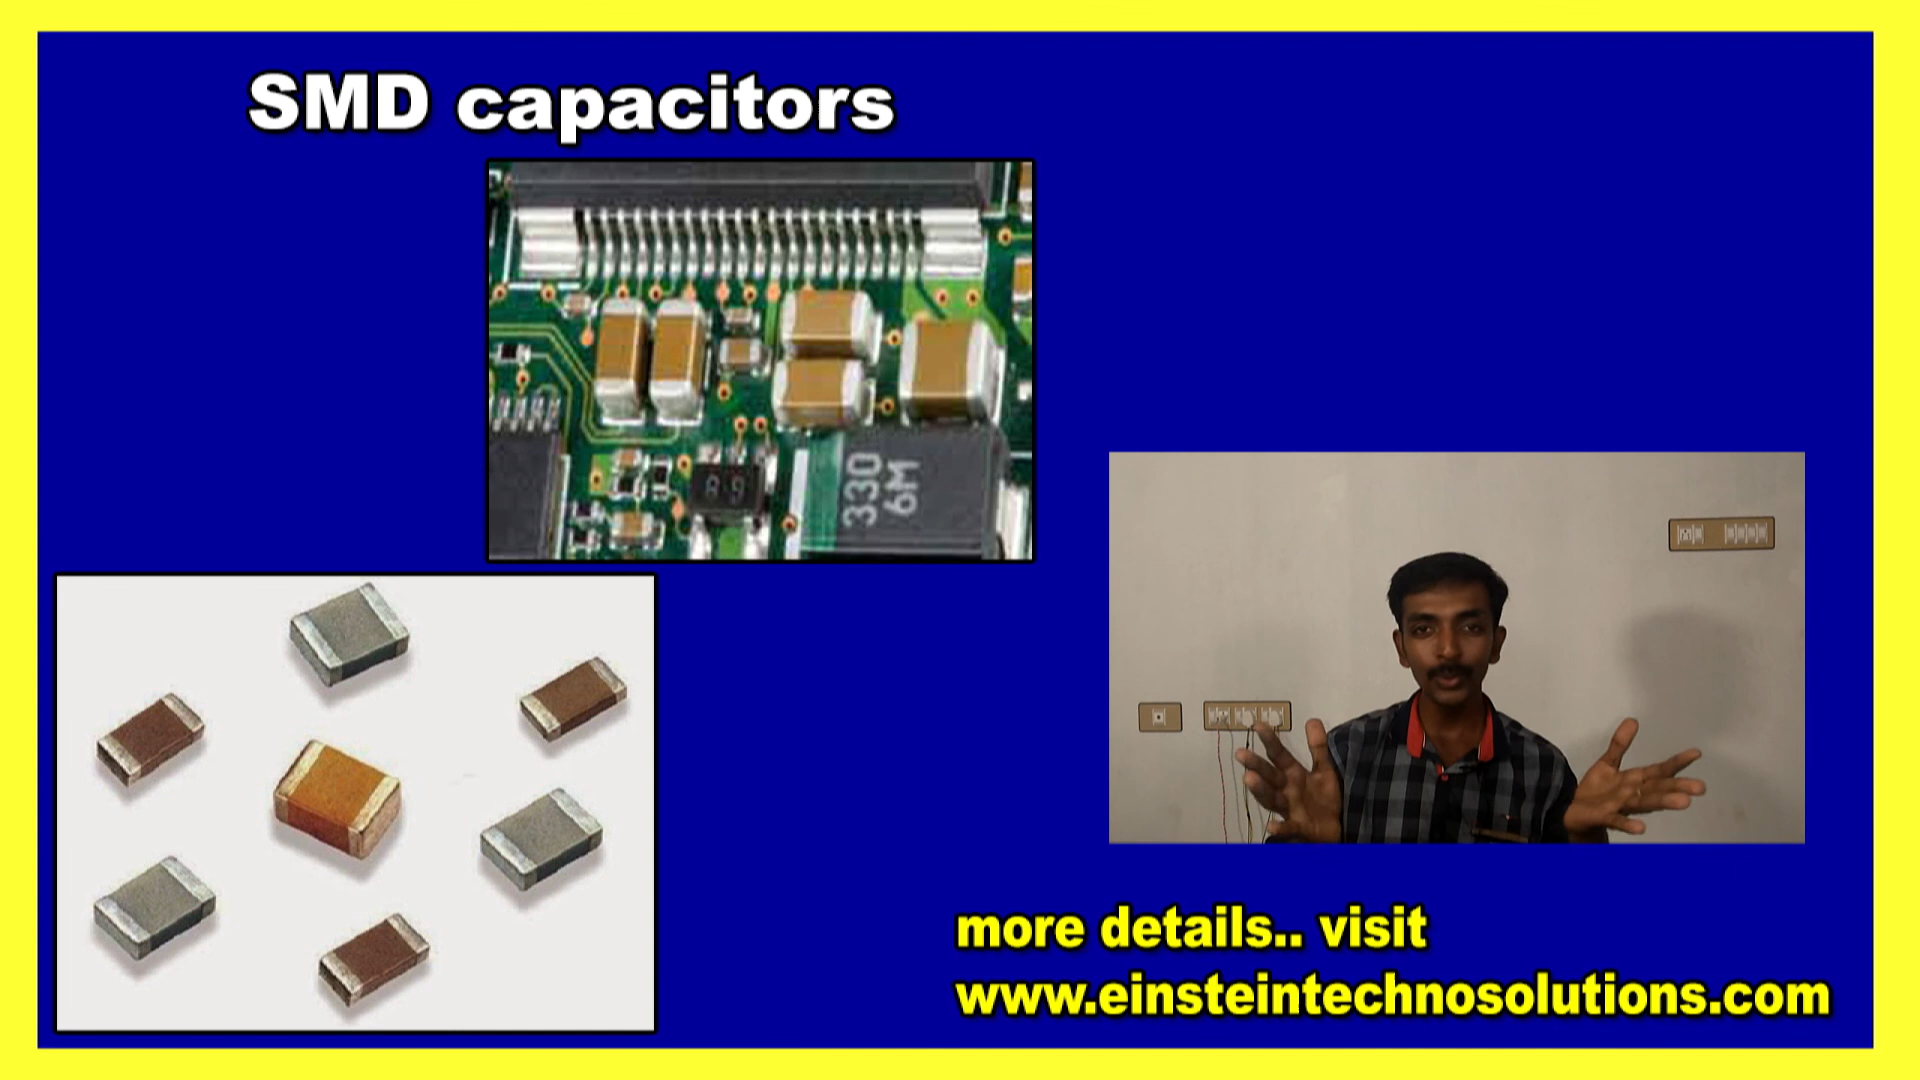 SMD capacitors
330
6M
more details.. visit
www.einsteintechnosolutions.com